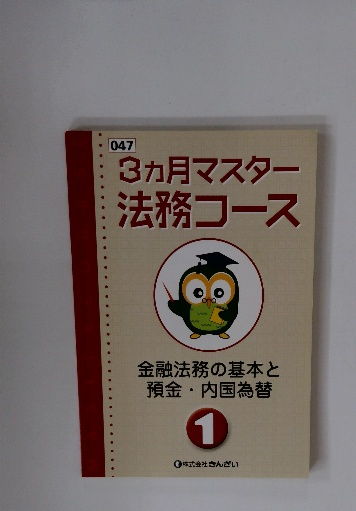 047
3ヵ月マスター
法務コース
金融法務の基本と
預金・内国為替
1
株式会社きんざい